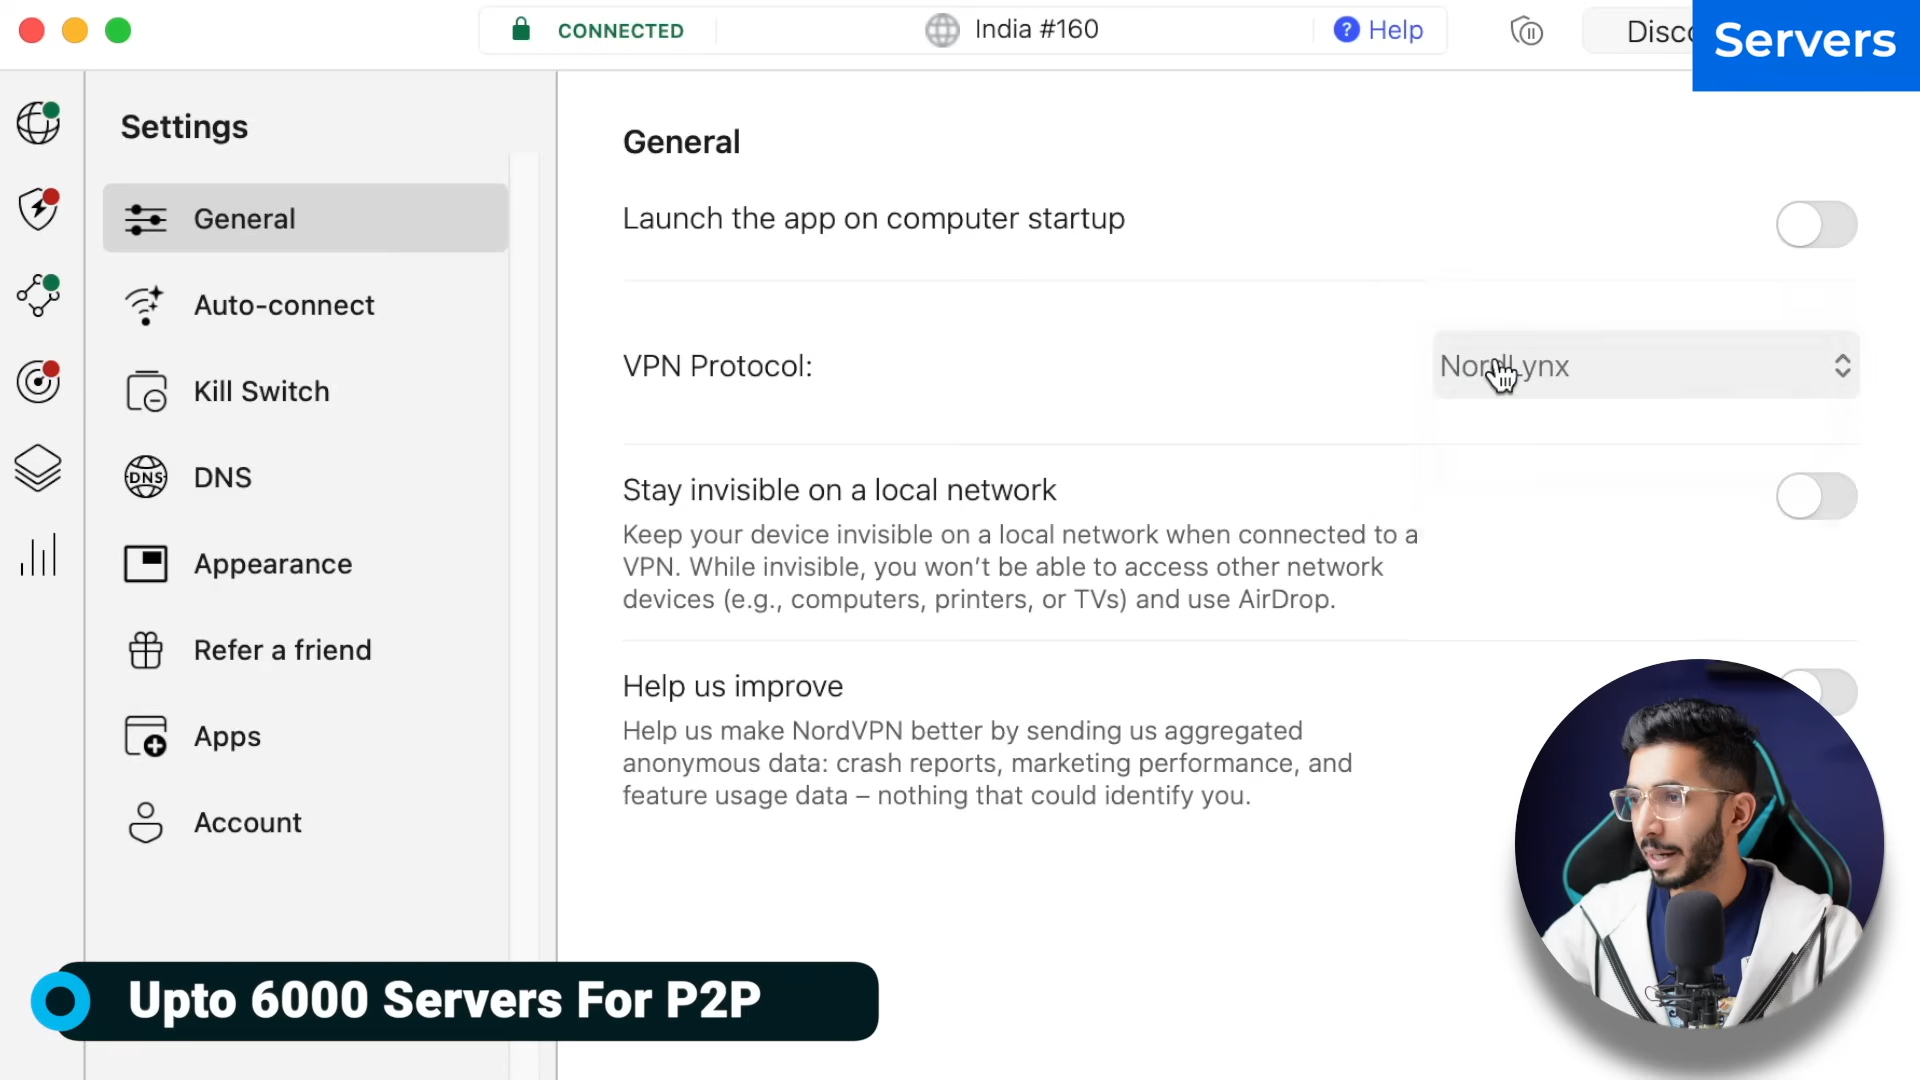 CONNECTED
India #160
? Help
Disco
Servers
Settings
General
Auto-connect
Kill Switch
DNS
DNS
Appearance
Refer a friend
Apps
Account
General
Launch the app on computer startup
VPN Protocol:
NordLynx
Stay invisible on a local network
Keep your device invisible on a local network when connected to a
VPN. While invisible, you won’t be able to access other network
devices (e.g., computers, printers, or TVs) and use AirDrop.
Help us improve
Help us make NordVPN better by sending us aggregated
anonymous data: crash reports, marketing performance, and
feature usage data – nothing that could identify you.
Upto 6000 Servers For P2P